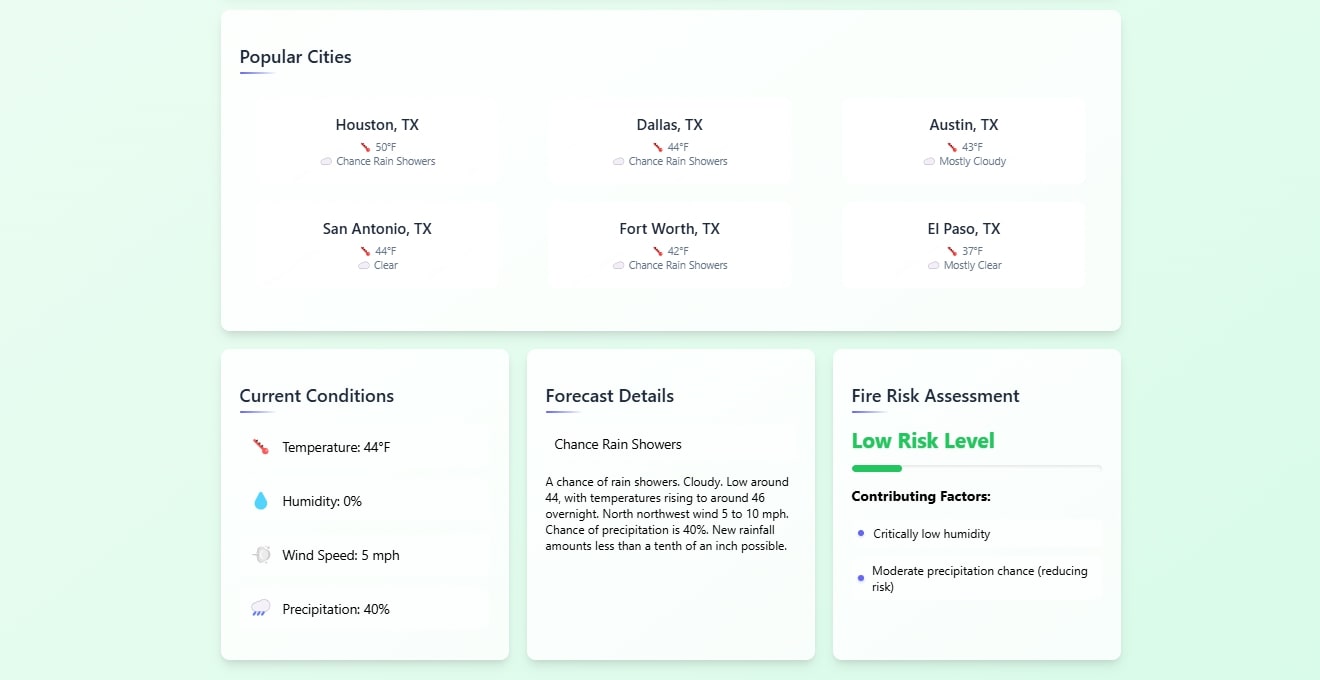 Popular Cities
Houston, TX
50°F
Chance Rain Showers
Dallas, TX
44°F
Chance Rain Showers
Austin, TX
43°F
Mostly Cloudy
San Antonio, TX
44°F
Clear
Fort Worth, TX
42°F
Chance Rain Showers
El Paso, TX
37°F
Mostly Clear
Current Conditions
Temperature: 44°F
Humidity: 0%
Wind Speed: 5 mph
Precipitation: 40%
Forecast Details
Chance Rain Showers
A chance of rain showers. Cloudy. Low around
44, with temperatures rising to around 46
overnight. North northwest wind 5 to 10 mph.
Chance of precipitation is 40%. New rainfall
amounts less than a tenth of an inch possible.
Fire Risk Assessment
Low Risk Level
Contributing Factors:
Critically low humidity
Moderate precipitation chance (reducing
risk)